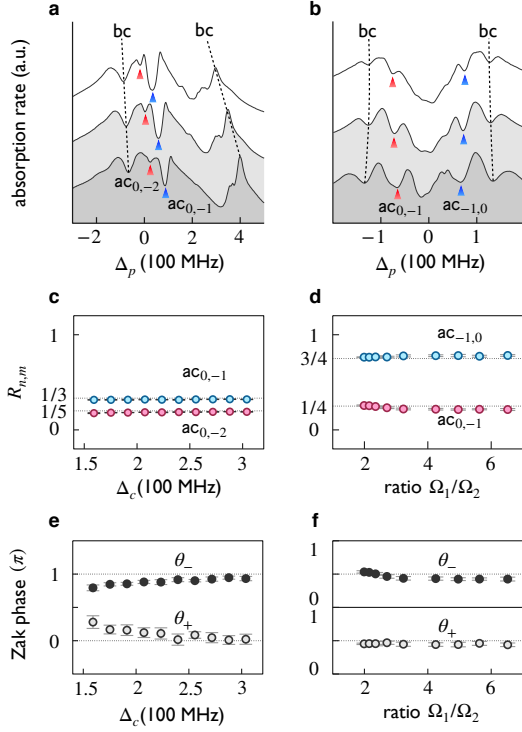 a
b
absorption rate (a.u.)
bc
bc
bc
bc
ac0,−2
ac0,−1
ac0,−1
ac−1,0
−2
0
2
4
−1
0
1
Δp (100 MHz)
Δp (100 MHz)
c
d
Rn,m
1
1/3
1/5
0
ac0,−1
ac0,−2
1
3/4
1/4
0
ac−1,0
ac0,−1
1.5
2
2.5
3
2
4
6
Δc (100 MHz)
ratio Ω1/Ω2
e
f
Zak phase (π)
1
0
θ−
θ+
1
0
1
0
θ−
θ+
1.5
2
2.5
3
2
4
6
Δc (100 MHz)
ratio Ω1/Ω2